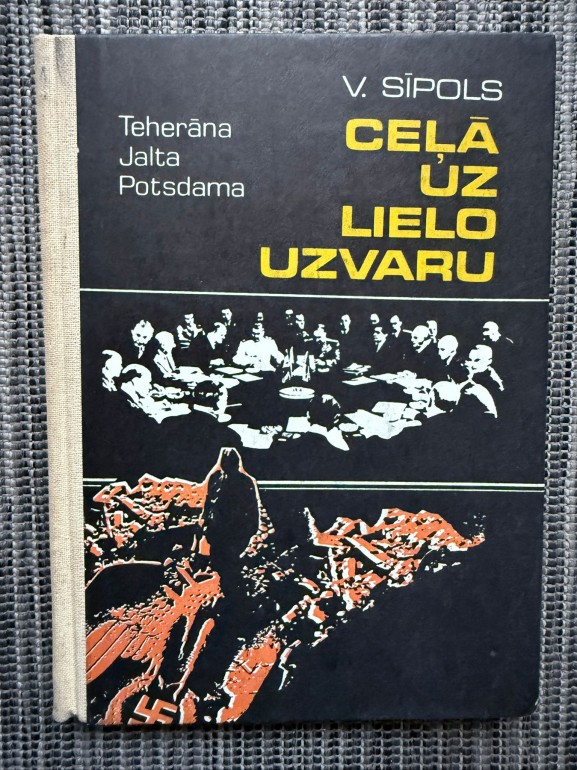 V. SĪPOLS
Teherāna
Jalta
Potsdama
CEĻĀ
UZ
LIELO
UZVARU